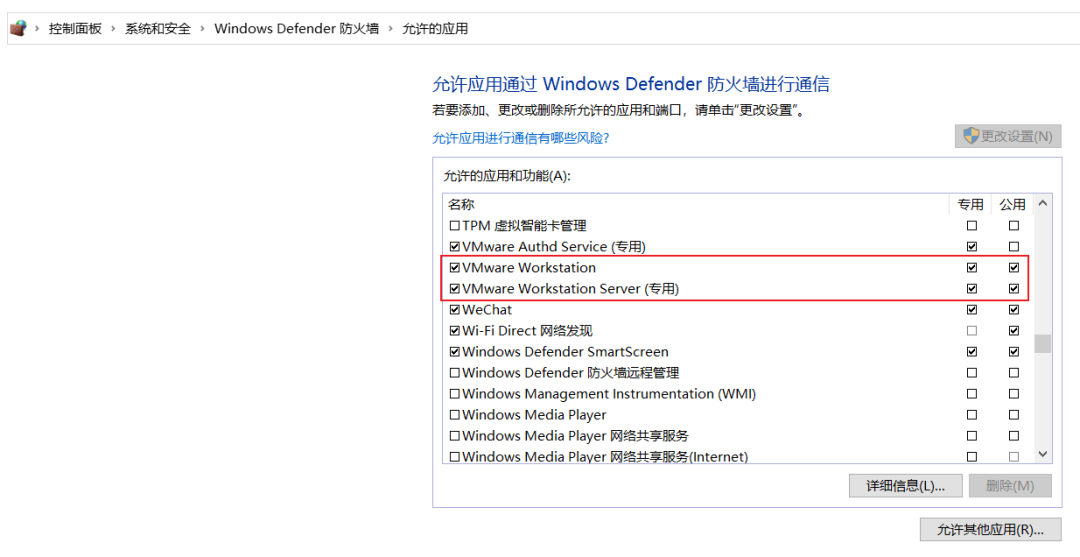 控制面板 › 系统和安全 › Windows Defender 防火墙 › 允许的应用
允许应用通过 Windows Defender 防火墙进行通信
若要添加、更改或删除所允许的应用和端口，请单击"更改设置"。
允许应用进行通信有哪些风险?
更改设置(N)
允许的应用和功能(A):
名称 专用 公用
TPM 虚拟智能卡管理
VMware Authd Service (专用)
VMware Workstation
VMware Workstation Server (专用)
WeChat
Wi-Fi Direct 网络发现
Windows Defender SmartScreen
Windows Defender 防火墙远程管理
Windows Management Instrumentation (WMI)
Windows Media Player
Windows Media Player 网络共享服务
Windows Media Player 网络共享服务(Internet)
详细信息(L)... 删除(M)
允许其他应用(R)...